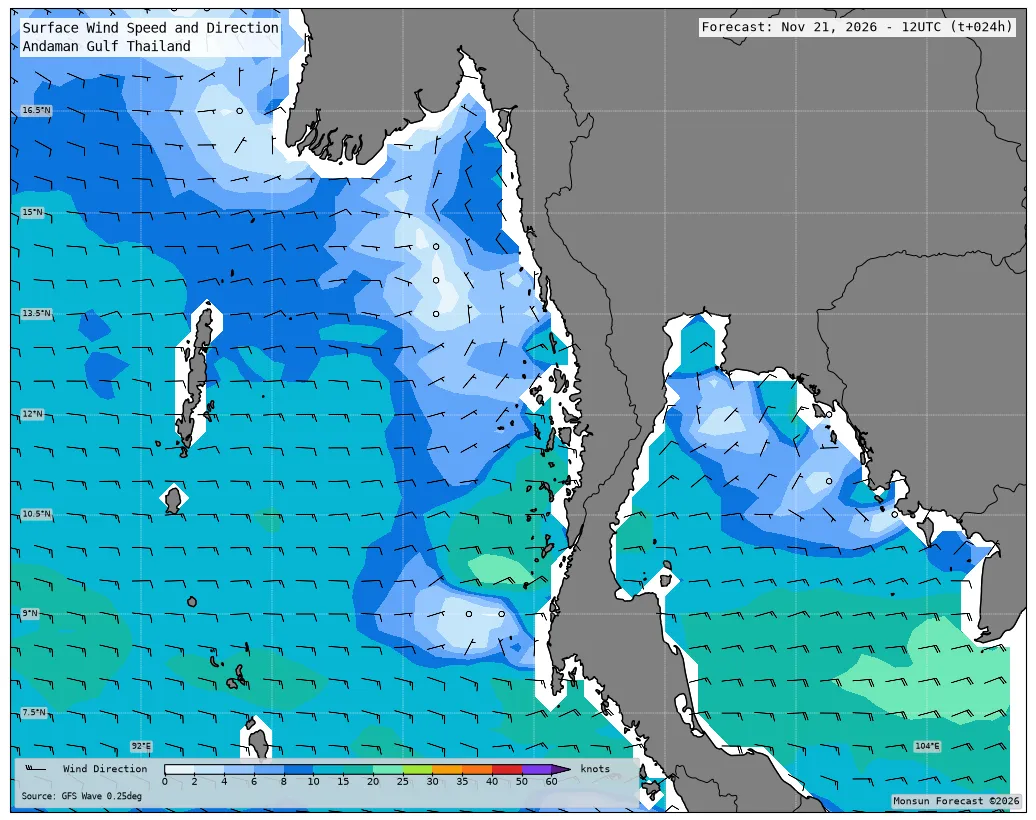 Surface Wind Speed and Direction
Andaman Gulf Thailand
Forecast: Nov 21, 2026 - 12UTC (t+024h)
16.5°N
15°N
13.5°N
12°N
10.5°N
9°N
7.5°N
92°E
104°E
Wind Direction
0 2 4 6 8 10 15 20 25 30 35 40 50 60
knots
Source: GFS Wave 0.25deg
Monsun Forecast ©2026